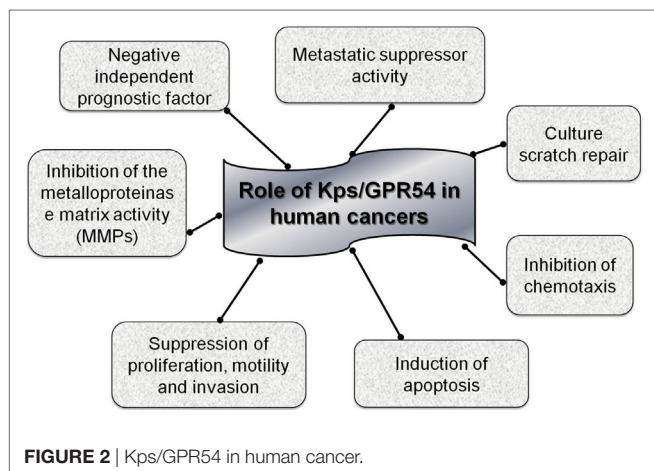 Negative
independent
prognostic factor
Metastatic suppressor
activity
Culture
scratch repair
Inhibition of the
metalloproteinas
e matrix activity
(MMPs)
Role of Kps/GPR54 in
human cancers
Inhibition of
chemotaxis
Suppression of
proliferation, motility
and invasion
Induction of
apoptosis
FIGURE 2 | Kps/GPR54 in human cancer.